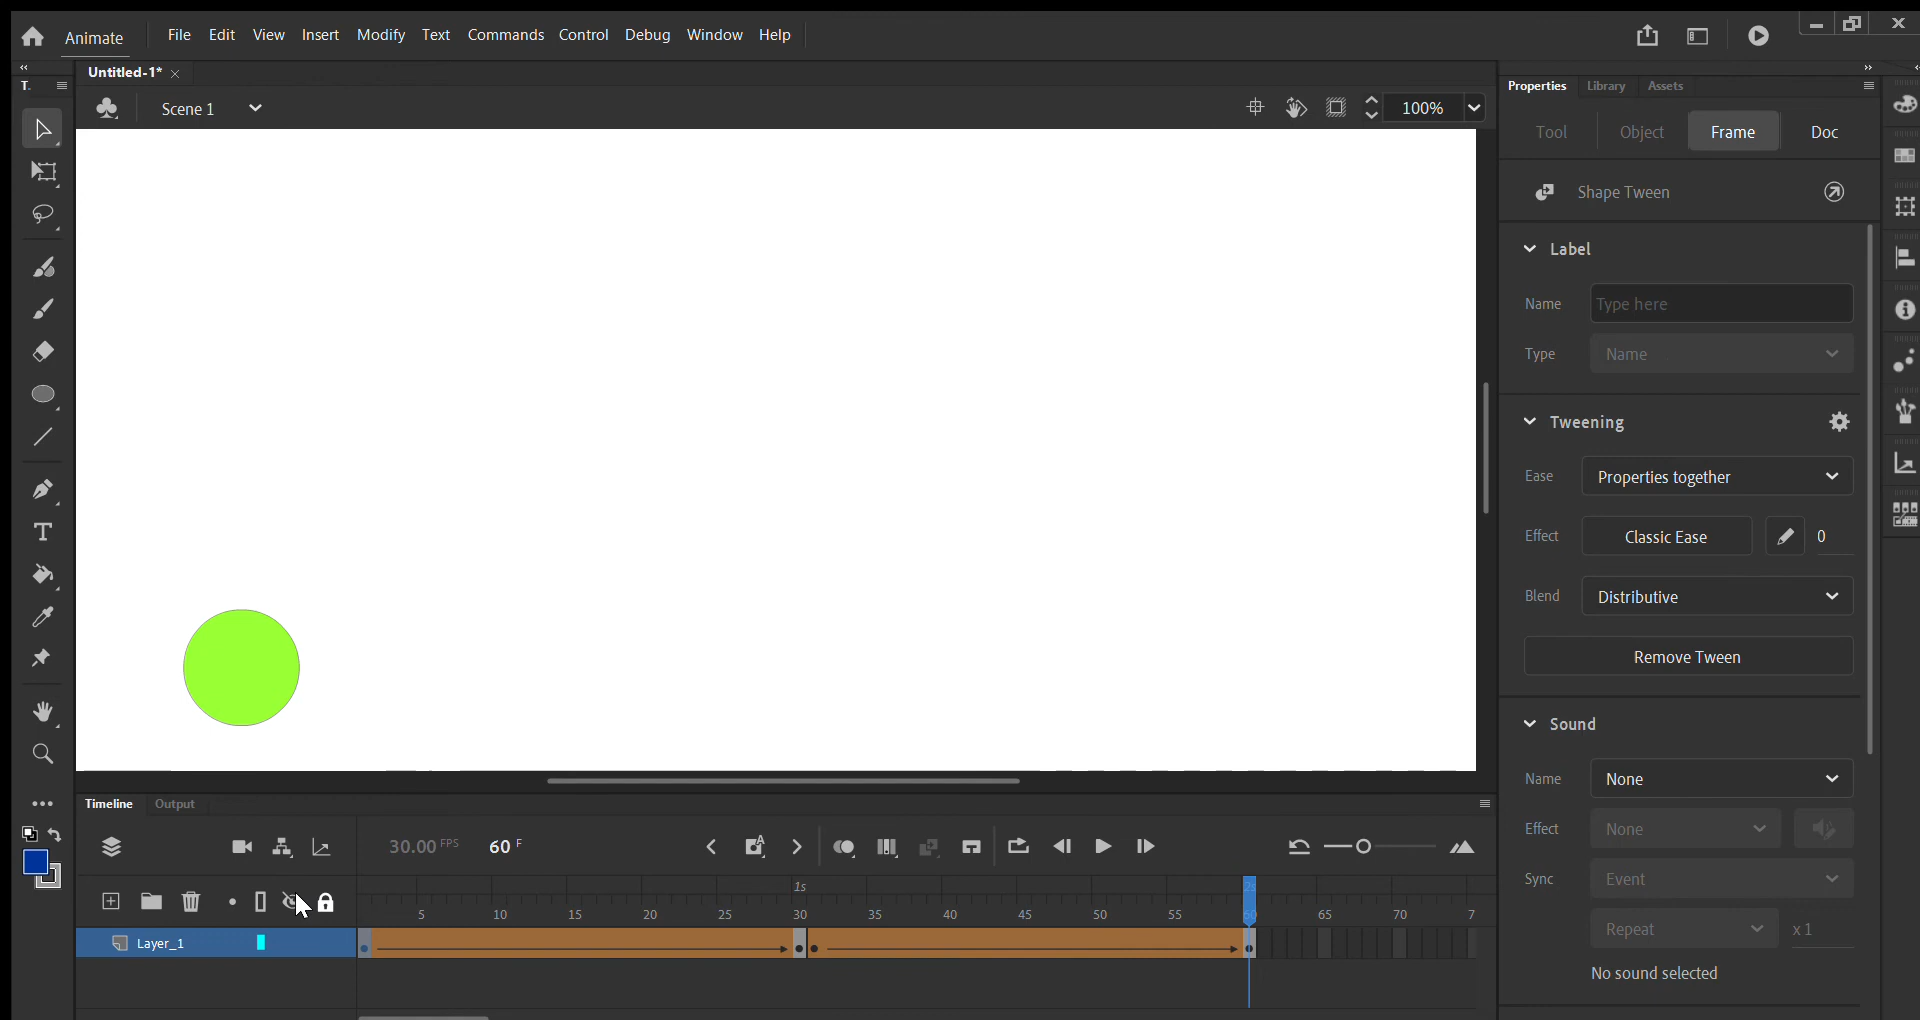 Animate File Edit View Insert Modify Text Commands Control Debug Window Help
Untitled-1*
T.
Properties Library Assets
Scene 1
100%
Tool Object Frame Doc
Shape Tween
Label
Name Type here
Type Name
Tweening
Ease Properties together
Effect Classic Ease 0
Blend Distributive
Remove Tween
Sound
Name None
Effect None
Sync Event
Repeat x 1
No sound selected
Timeline Output
30.00 FPS 60 F
1s 2s
5 10 15 20 25 30 35 40 45 50 55 60 65 70 7
Layer_1